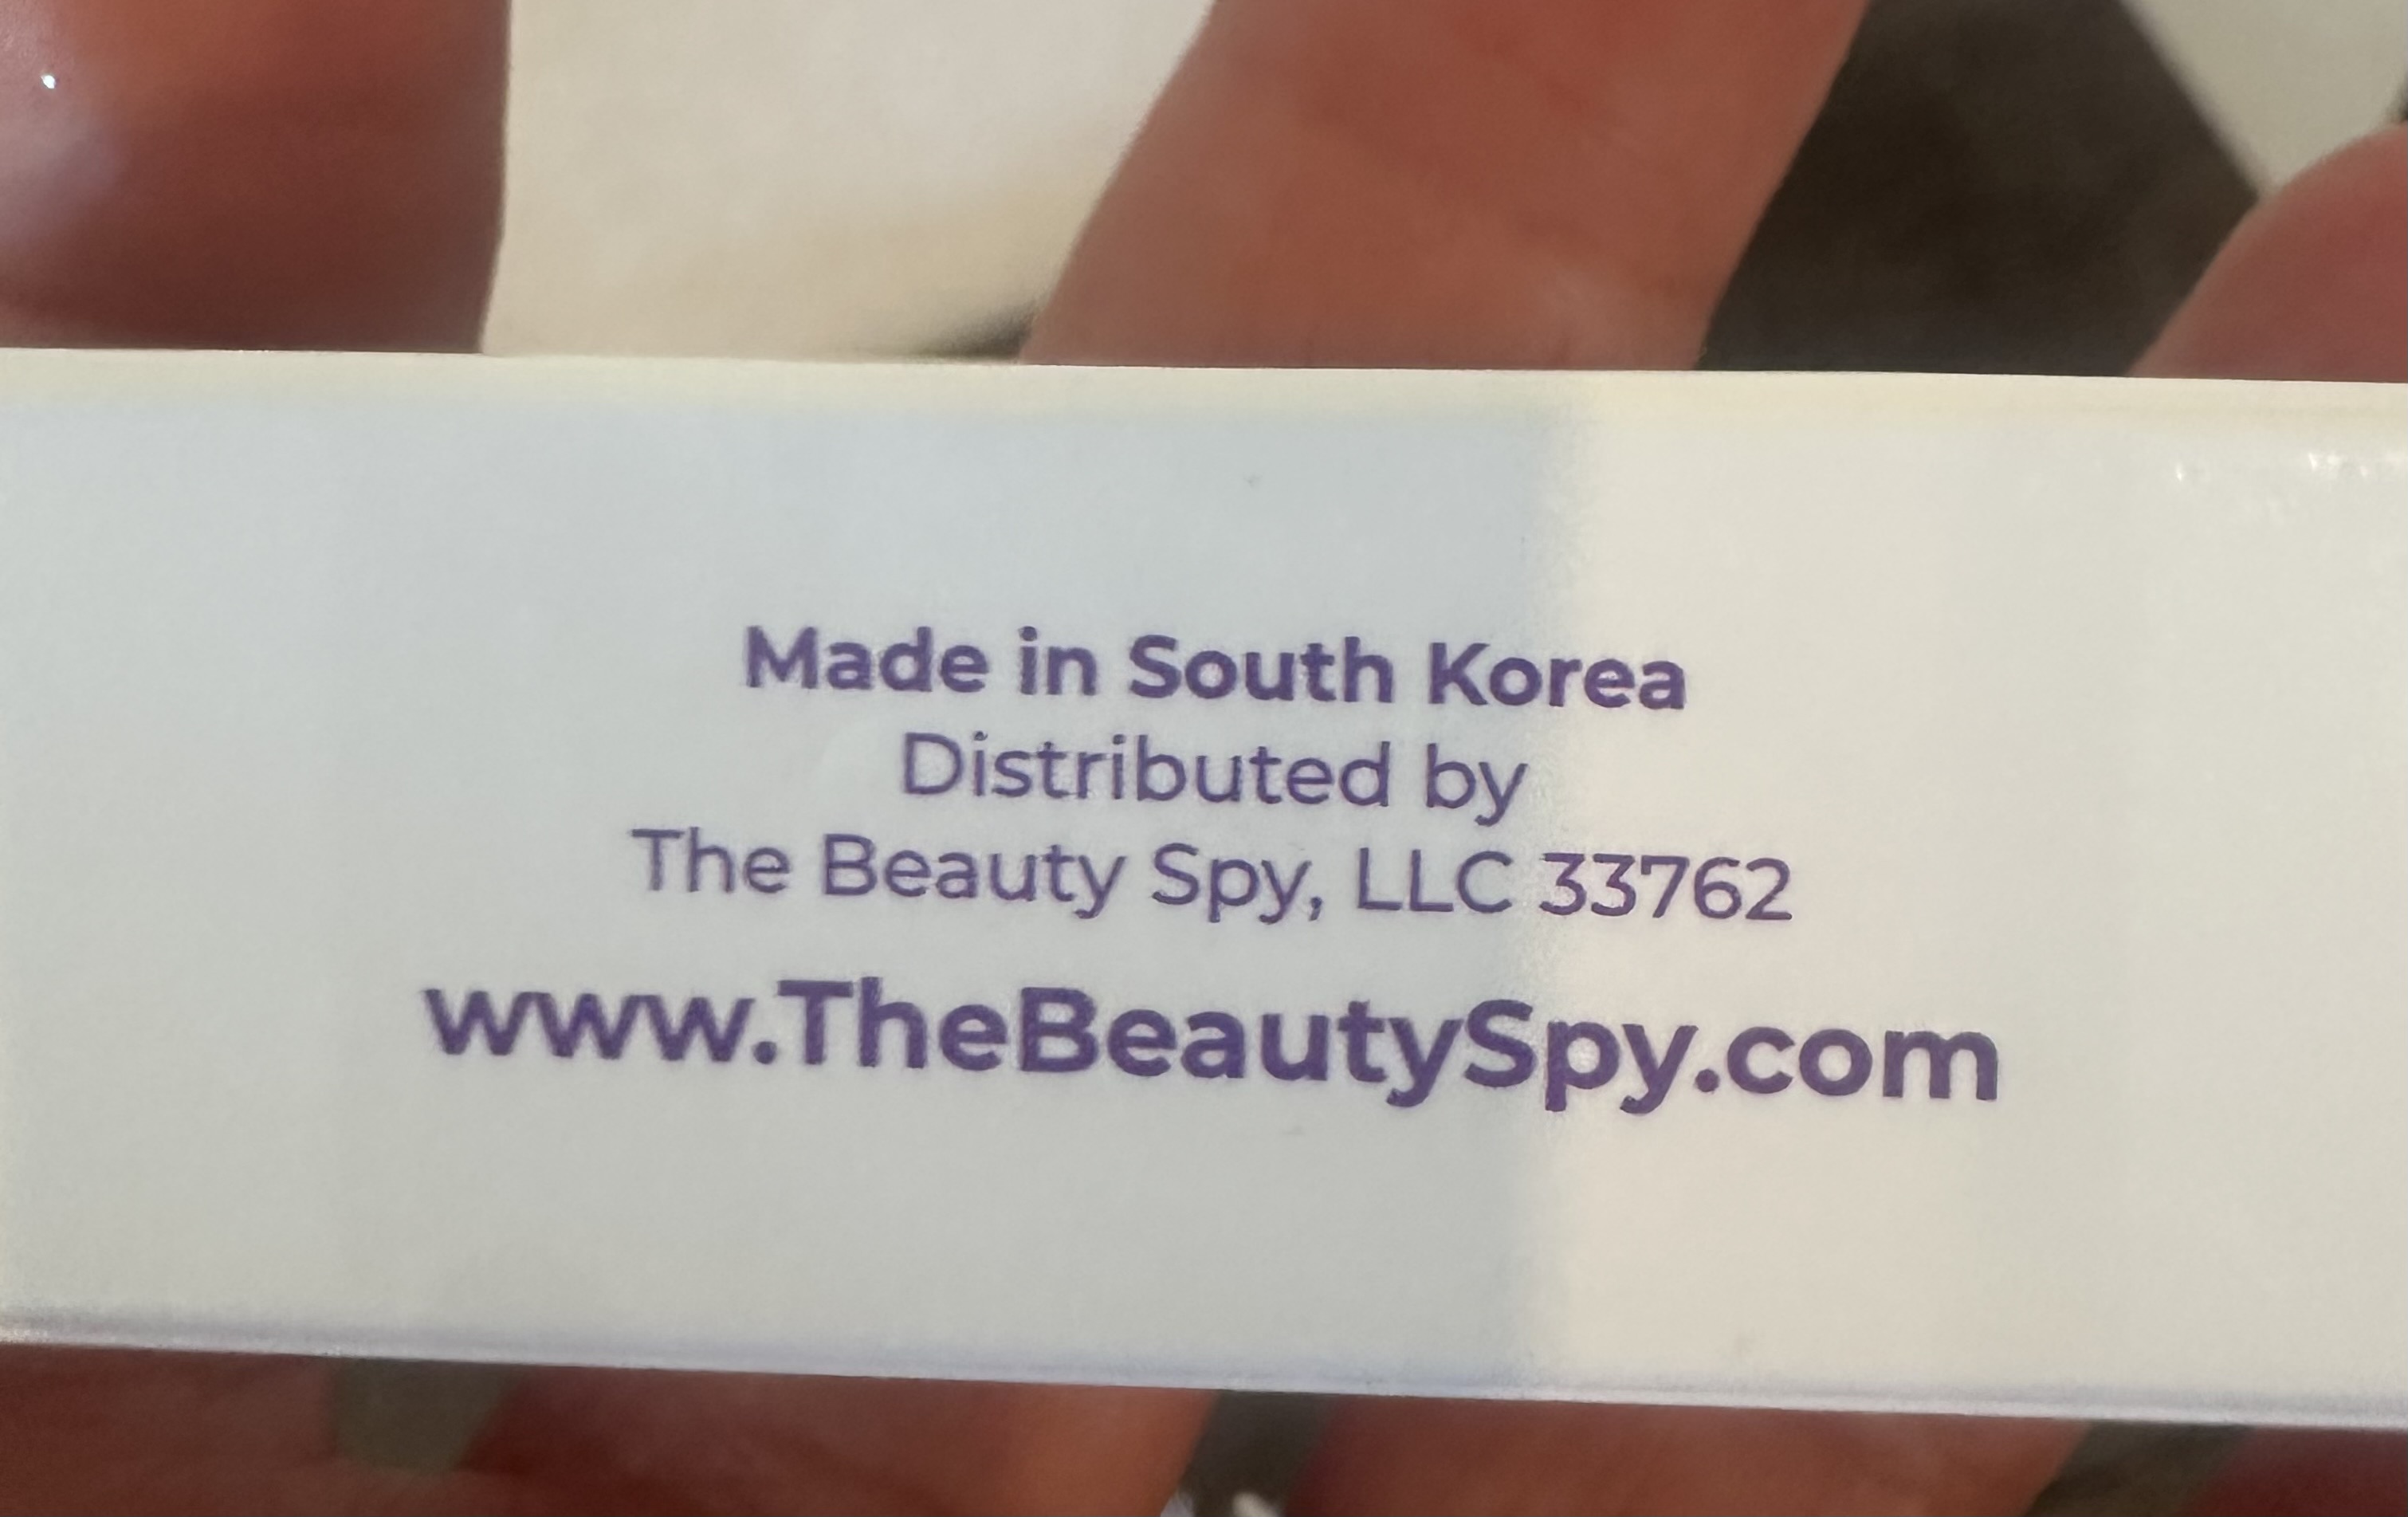 Made in South Korea
Distributed by
The Beauty Spy, LLC 33762
www.TheBeautySpy.com